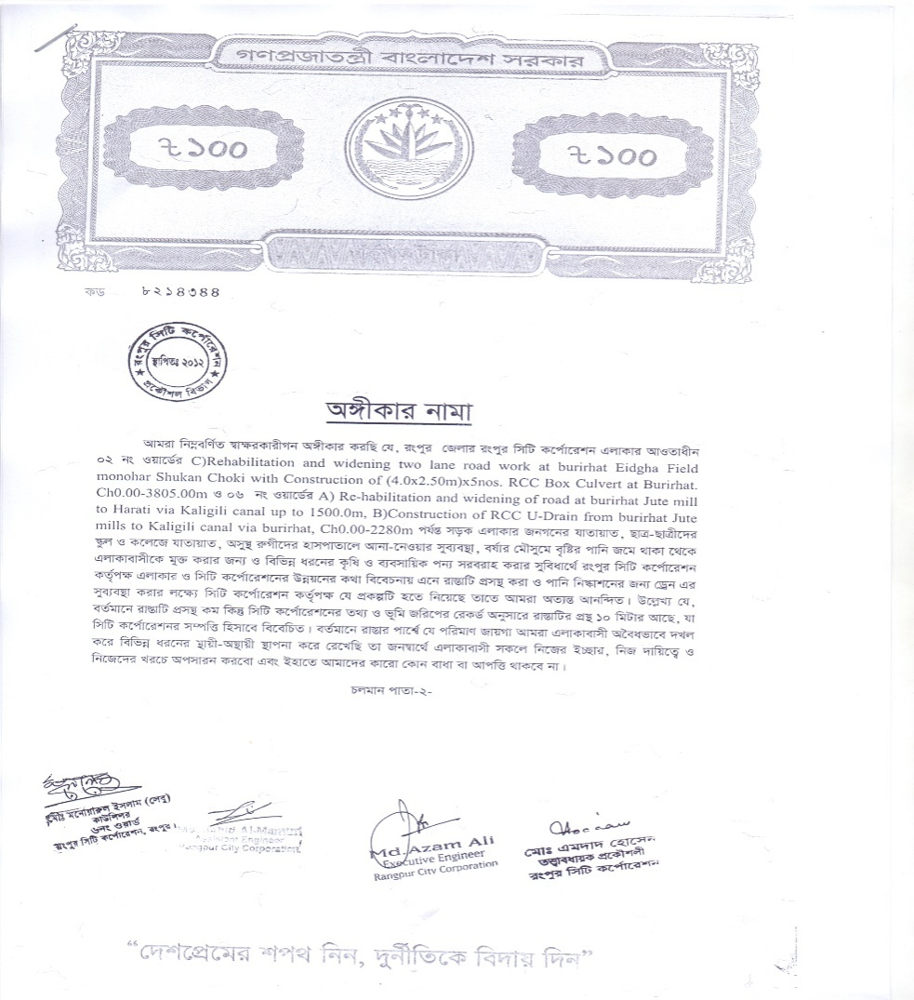 গণপ্রজাতন্ত্রী বাংলাদেশ সরকার
৳১০০
৳১০০
একশত টাকা
কড ৮২১৪৩৪৪
রংপুর সিটি কর্পোরেশন
স্থাপিতঃ ২০১২
প্রকৌশল বিভাগ
অঙ্গীকার নামা
আমরা নিম্নবর্ণিত স্বাক্ষরকারীগন অঙ্গীকার করছি যে, রংপুর জেলার রংপুর সিটি কর্পোরেশন এলাকার আওতাধীন
০২ নং ওয়ার্ডের C)Rehabilitation and widening two lane road work at burirhat Eidgha Field
monohar Shukan Choki with Construction of (4.0x2.50m)x5nos. RCC Box Culvert at Burirhat.
Ch0.00-3805.00m ও ০৬ নং ওয়ার্ডের A) Re-habilitation and widening of road at burirhat Jute mill
to Harati via Kaligili canal up to 1500.0m, B)Construction of RCC U-Drain from burirhat Jute
mills to Kaligili canal via burirhat, Ch0.00-2280m পর্যন্ত সড়ক এলাকার জনগনের যাতায়াত, ছাত্র-ছাত্রীদের
স্কুল ও কলেজে যাতায়াত, অসুস্থ রুগীদের হাসপাতালে আনা-নেওয়ার সুব্যবস্থা, বর্ষার মৌসুমে বৃষ্টির পানি জমে থাকা থেকে
এলাকাবাসীকে মুক্ত করার জন্য ও বিভিন্ন ধরনের কৃষি ও ব্যবসায়িক পন্য সরবরাহ করার সুবিধার্থে রংপুর সিটি কর্পোরেশন
কর্তৃপক্ষ এলাকার ও সিটি কর্পোরেশনের উন্নয়নের কথা বিবেচনায় এনে রাস্তাটি প্রসস্থ করা ও পানি নিষ্কাশনের জন্য ড্রেন এর
সুব্যবস্থা করার লক্ষ্যে সিটি কর্পোরেশন কর্তৃপক্ষ যে প্রকল্পটি হতে নিয়েছে তাতে আমরা অত্যন্ত আনন্দিত। উল্লেখ্য যে,
বর্তমানে রাস্তাটি প্রসস্থ কম কিন্তু সিটি কর্পোরেশনের তথ্য ও ভূমি জরিপের রেকর্ড অনুসারে রাস্তাটির প্রস্থ ১০ মিটার আছে, যা
সিটি কর্পোরেশনর সম্পত্তি হিসাবে বিবেচিত। বর্তমানে রাস্তার পার্শ্বে যে পরিমাণ জায়গা আমরা এলাকাবাসী অবৈধভাবে দখল
করে বিভিন্ন ধরনের স্থায়ী-অস্থায়ী স্থাপনা করে রেখেছি তা জনস্বার্থে এলাকাবাসী সকলে নিজের ইচ্ছায়, নিজ দায়িত্বে ও
নিজেদের খরচে অপসারন করবো এবং ইহাতে আমাদের কারো কোন বাধা বা আপত্তি থাকবে না।
চলমান পাতা-২-
মোঃ মনোয়ারুল ইসলাম (লেবু)
কাউন্সিলর
৬নং ওয়ার্ড
রংপুর সিটি কর্পোরেশন, রংপুর।
Al-Mamun
Assistant Engineer
Rangpur City Corporation
Md. Azam Ali
Executive Engineer
Rangpur City Corporation
মোঃ এমদাদ হোসেন
তত্ত্বাবধায়ক প্রকৌশলী
রংপুর সিটি কর্পোরেশন
“দেশপ্রেমের শপথ নিন, দুর্নীতিকে বিদায় দিন”